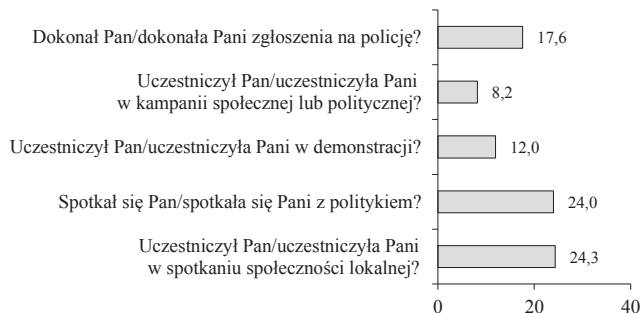 Dokonał Pan/dokonała Pani zgłoszenia na policję?
17,6
Uczestniczył Pan/uczestniczyła Pani
w kampanii społecznej lub politycznej?
8,2
Uczestniczył Pan/uczestniczyła Pani w demonstracji?
12,0
Spotkał się Pan/spotkała się Pani z politykiem?
24,0
Uczestniczył Pan/uczestniczyła Pani
w spotkaniu społeczności lokalnej?
24,3
0 20 40